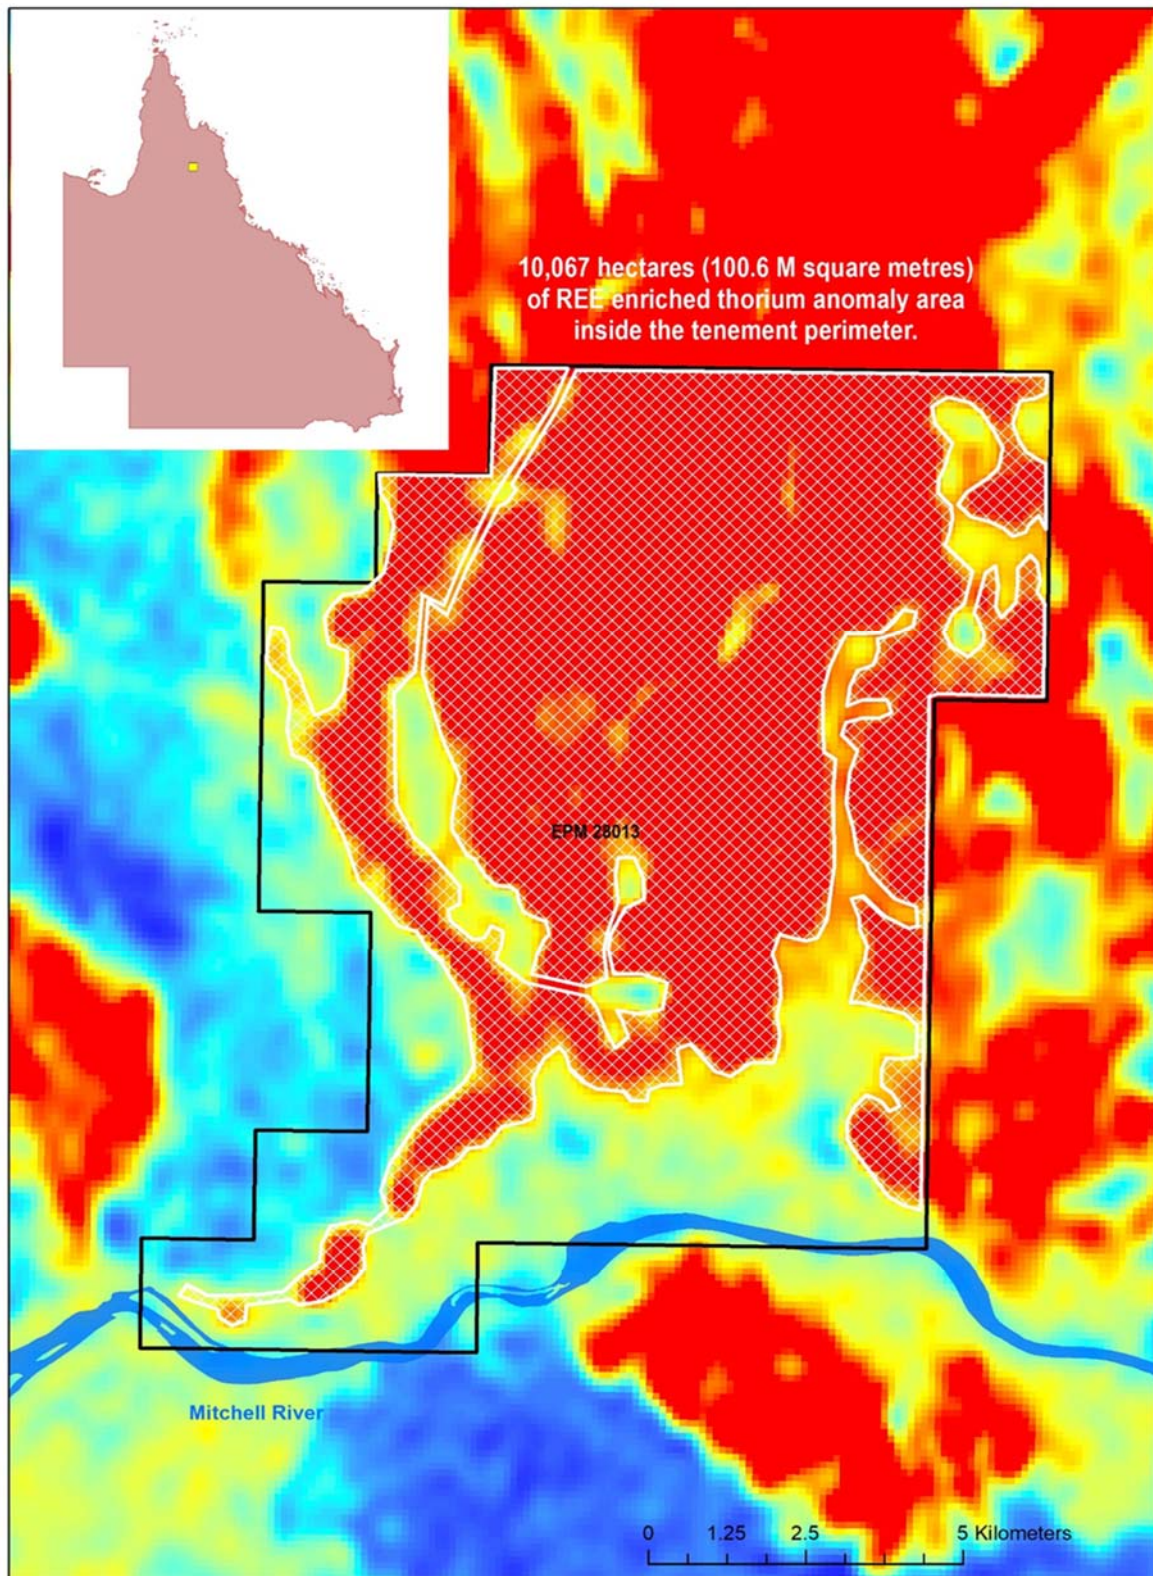 10,067 hectares (100.6 M square metres)
of REE enriched thorium anomaly area
inside the tenement perimeter.
EPM 28013
Mitchell River
0 1.25 2.5 5 Kilometers